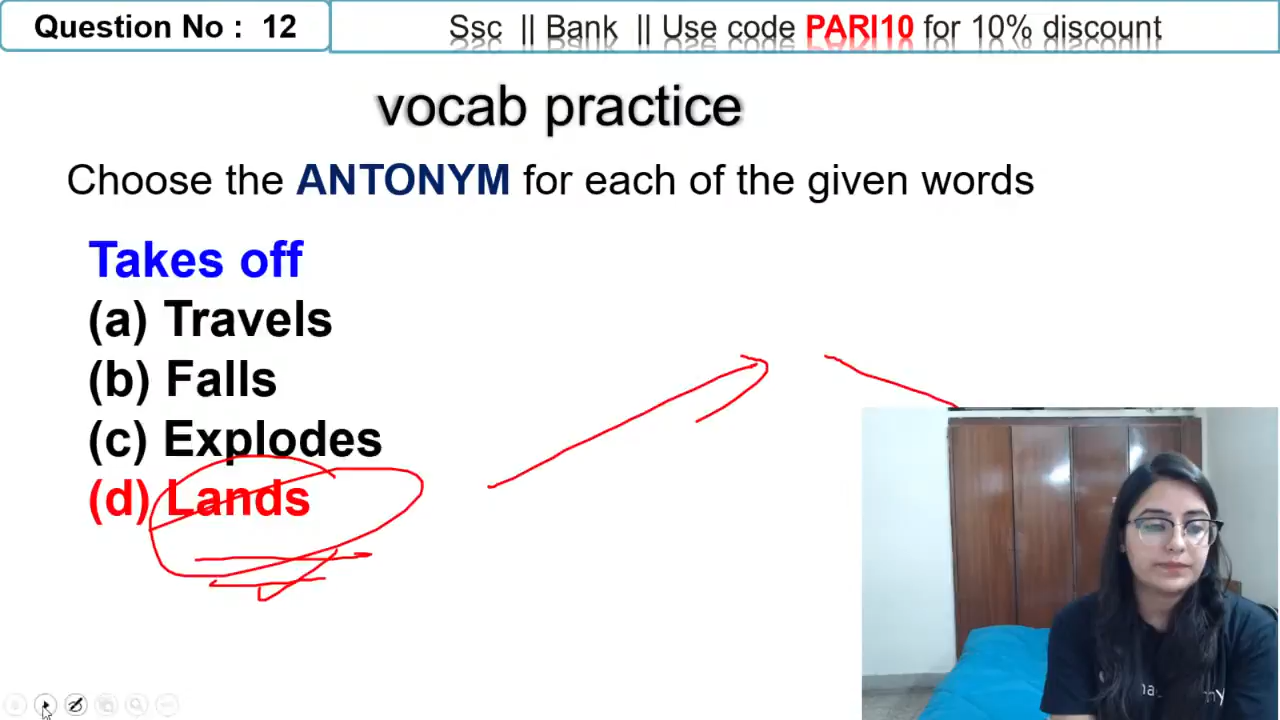 Question No :  12
Ssc  || Bank  || Use code PARI10 for 10% discount
vocab practice
Choose the ANTONYM for each of the given words
Takes off
(a) Travels
(b) Falls
(c) Explodes
(d) Lands